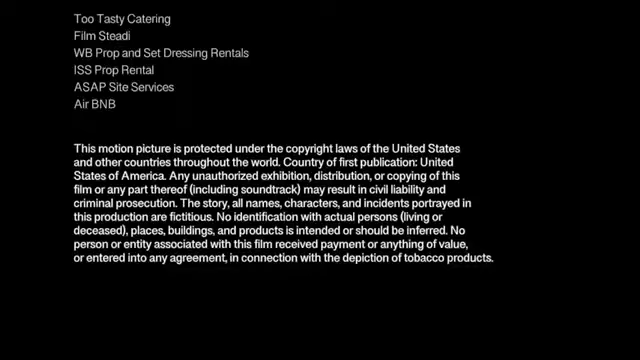 Too Tasty Catering
Film Steadi
WB Prop and Set Dressing Rentals
ISS Prop Rental
ASAP Site Services
Air BNB
This motion picture is protected under the copyright laws of the United States
and other countries throughout the world. Country of first publication: United
States of America. Any unauthorized exhibition, distribution, or copying of this
film or any part thereof (including soundtrack) may result in civil liability and
criminal prosecution. The story, all names, characters, and incidents portrayed in
this production are fictitious. No identification with actual persons (living or
deceased), places, buildings, and products is intended or should be inferred. No
person or entity associated with this film received payment or anything of value,
or entered into any agreement, in connection with the depiction of tobacco products.